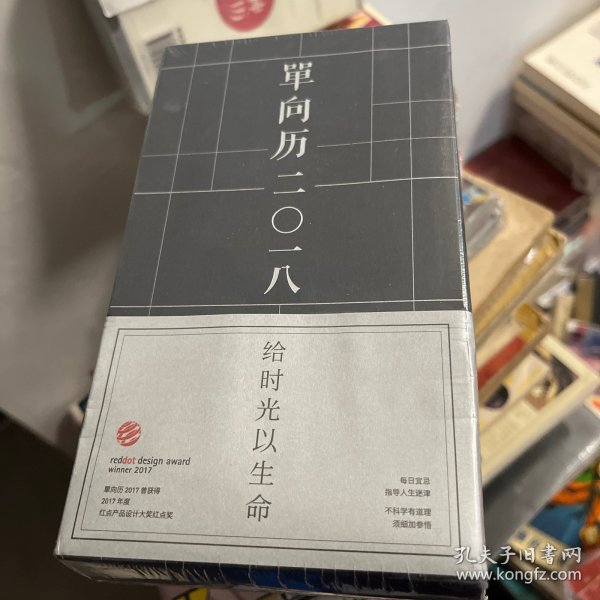 單向历二〇一八
给时光以生命
reddot design award
winner 2017
單向历 2017 曾获得
2017 年度
红点产品设计大奖红点奖
每日宜忌
指导人生迷津
不科学有道理
须细加参悟
孔夫子旧书网
www.kongfz.com